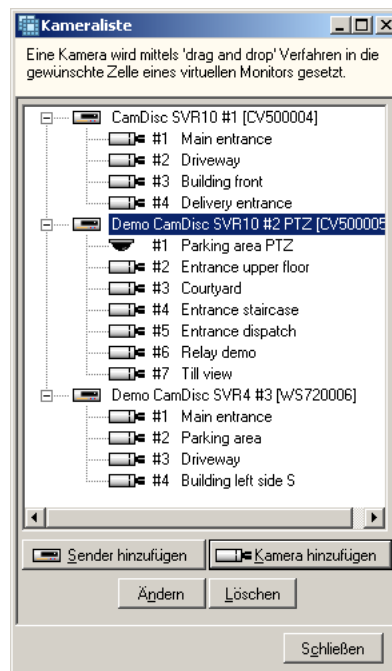 Kameraliste
Eine Kamera wird mittels 'drag and drop' Verfahren in die
gewünschte Zelle eines virtuellen Monitors gesetzt.
CamDisc SVR10 #1 [CV500004]
#1 Main entrance
#2 Driveway
#3 Building front
#4 Delivery entrance
Demo CamDisc SVR10 #2 PTZ [CV500005
#1 Parking area PTZ
#2 Entrance upper floor
#3 Courtyard
#4 Entrance staircase
#5 Entrance dispatch
#6 Relay demo
#7 Till view
Demo CamDisc SVR4 #3 [WS720006]
#1 Main entrance
#2 Parking area
#3 Driveway
#4 Building left side S
Sender hinzufügen Kamera hinzufügen
Ändern Löschen
Schließen